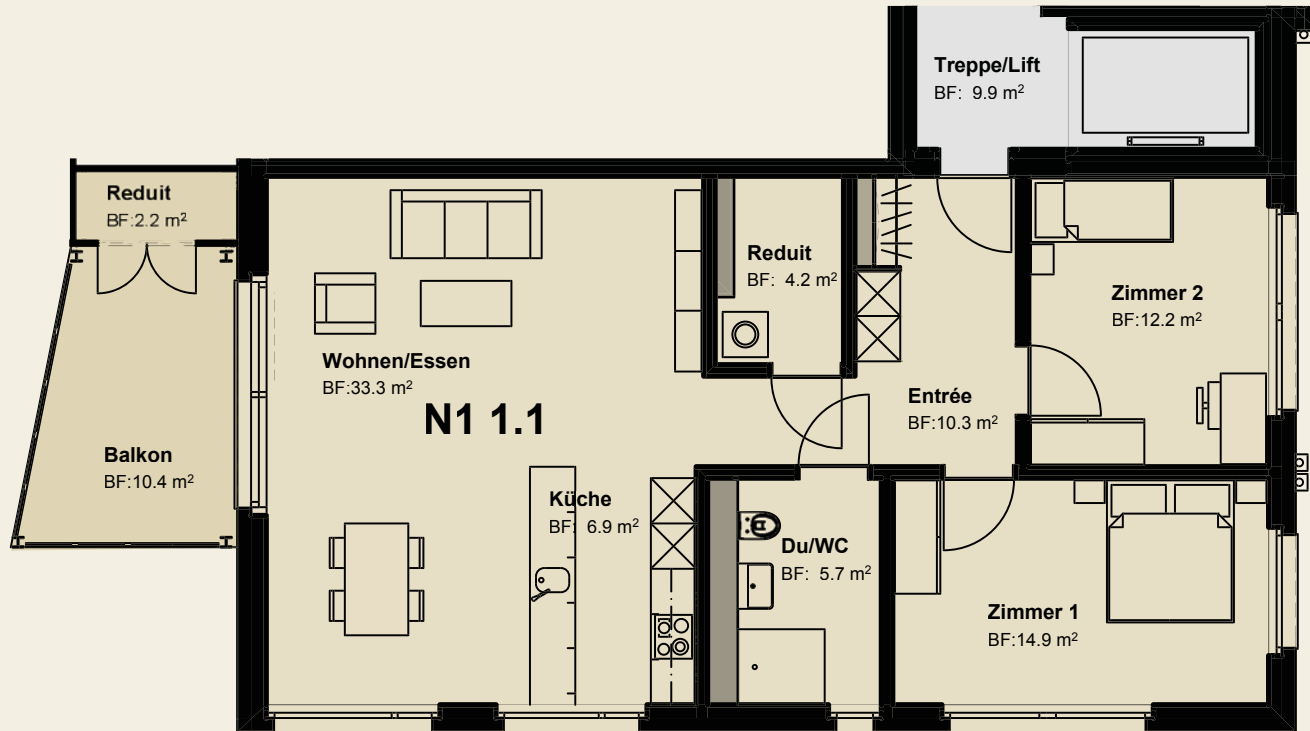 Treppe/Lift
BF: 9.9 m²
Reduit
BF:2.2 m²
Reduit
BF: 4.2 m²
Zimmer 2
BF:12.2 m²
Wohnen/Essen
BF:33.3 m²
N1 1.1
Entrée
BF:10.3 m²
Balkon
BF:10.4 m²
Küche
BF: 6.9 m²
Du/WC
BF: 5.7 m²
Zimmer 1
BF:14.9 m²